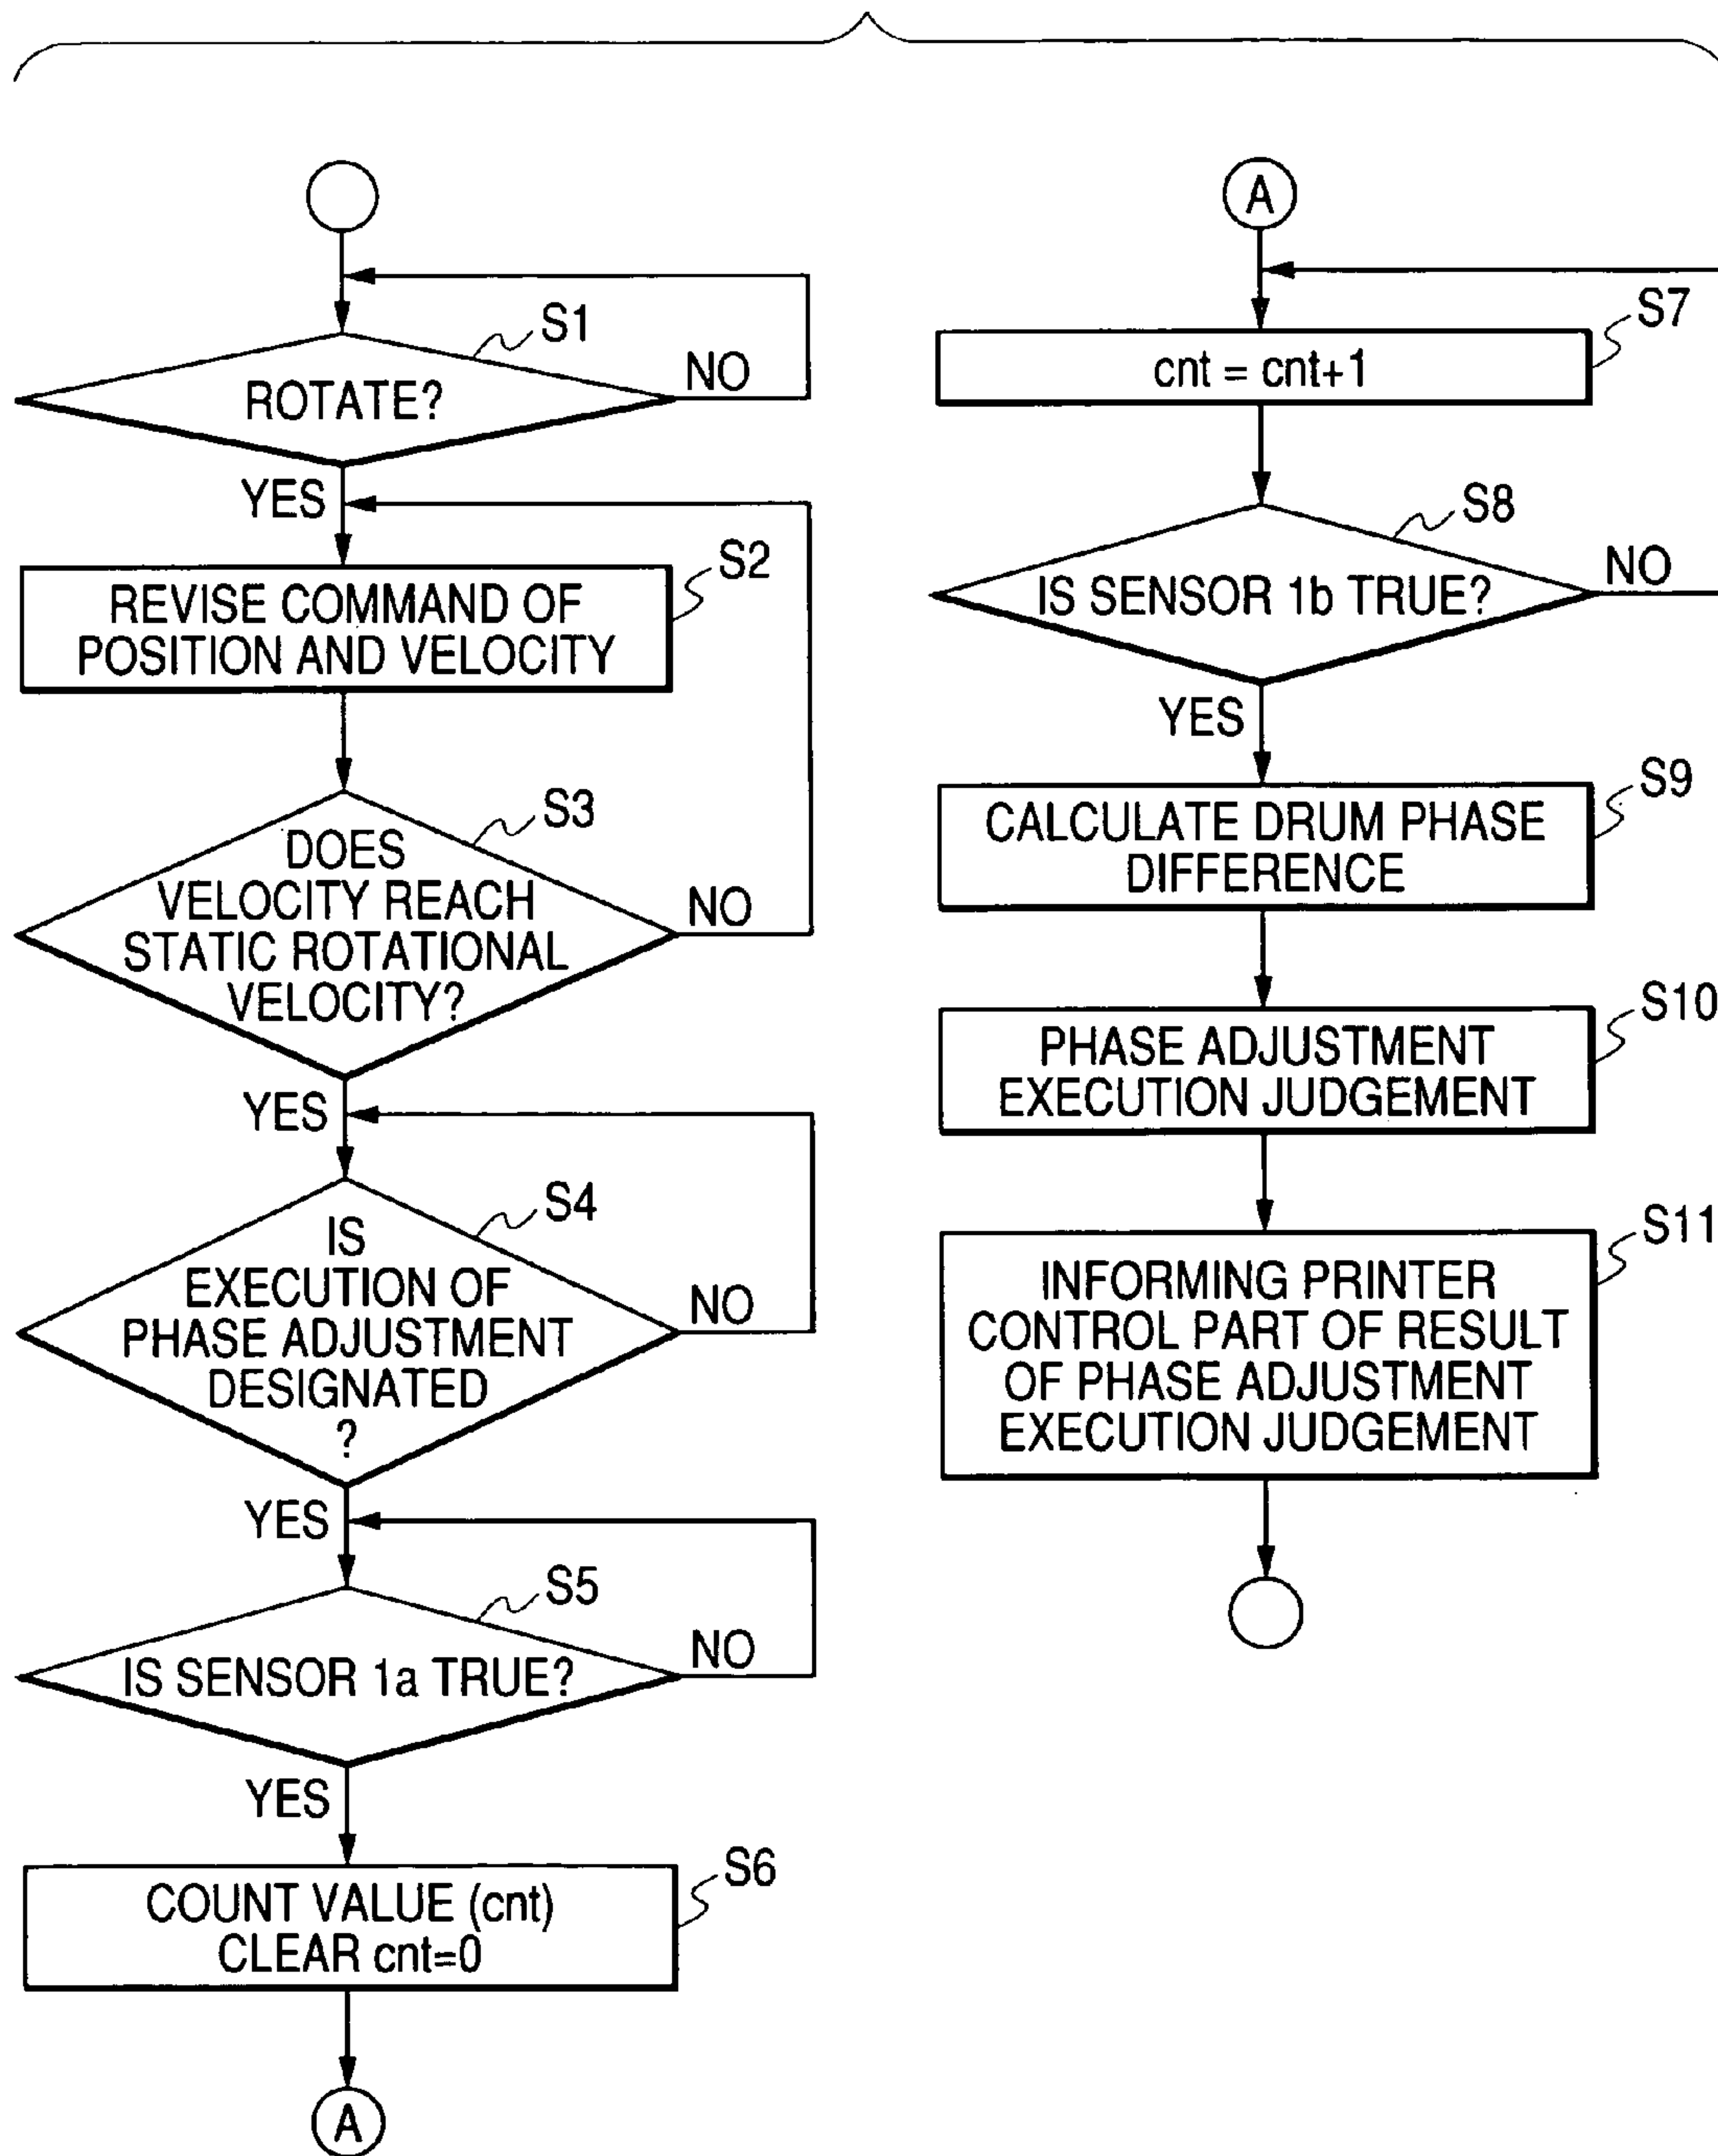 S1
ROTATE?
NO
YES
S2
REVISE COMMAND OF
POSITION AND VELOCITY
S3
DOES
VELOCITY REACH
STATIC ROTATIONAL
VELOCITY?
NO
YES
S4
IS
EXECUTION OF
PHASE ADJUSTMENT
DESIGNATED
?
NO
YES
S5
IS SENSOR 1a TRUE?
NO
YES
S6
COUNT VALUE (cnt)
CLEAR cnt=0
A
A
S7
cnt = cnt+1
S8
IS SENSOR 1b TRUE?
NO
YES
S9
CALCULATE DRUM PHASE
DIFFERENCE
S10
PHASE ADJUSTMENT
EXECUTION JUDGEMENT
S11
INFORMING PRINTER
CONTROL PART OF RESULT
OF PHASE ADJUSTMENT
EXECUTION JUDGEMENT